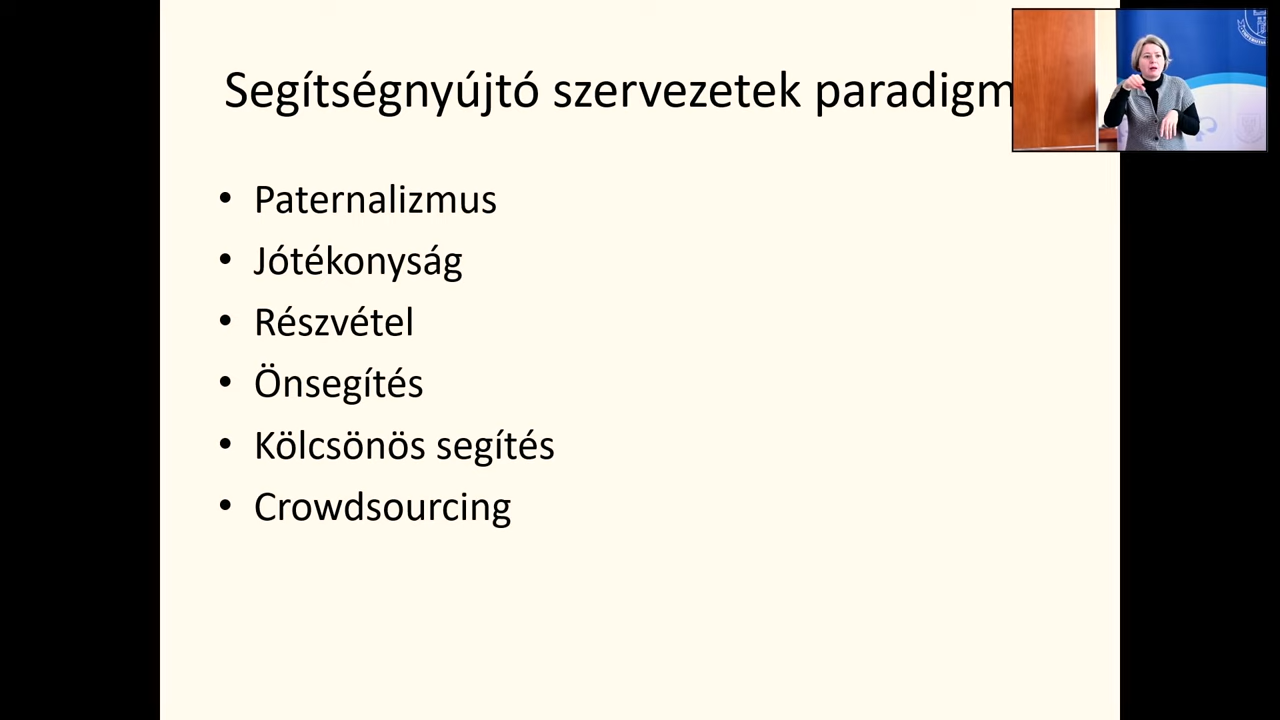 Segítségnyújtó szervezetek paradigm
• Paternalizmus
• Jótékonyság
• Részvétel
• Önsegítés
• Kölcsönös segítés
• Crowdsourcing